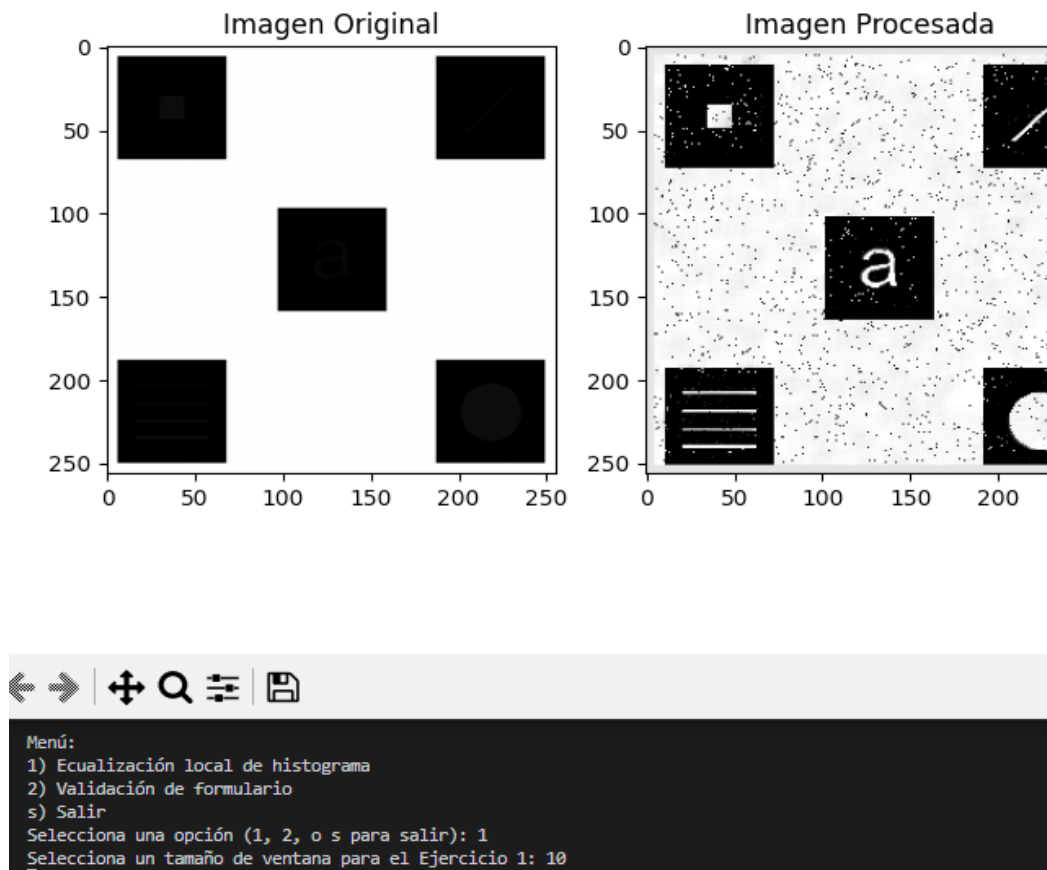 Imagen Original
Imagen Procesada
0
50
100
150
200
250
0 50 100 150 200 250
a
0
50
100
150
200
250
0 50 100 150 200
a
Menú:
1) Ecualización local de histograma
2) Validación de formulario
s) Salir
Selecciona una opción (1, 2, o s para salir): 1
Selecciona un tamaño de ventana para el Ejercicio 1: 10